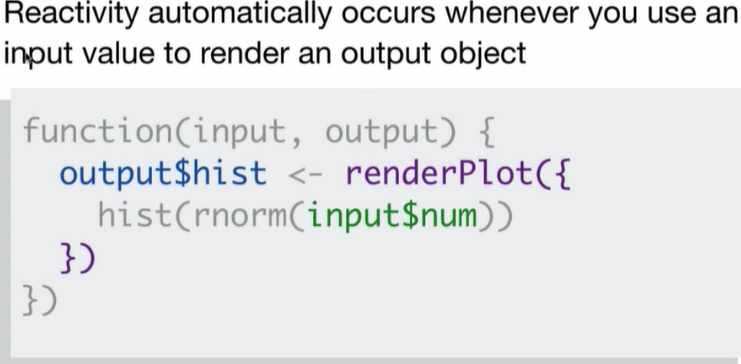 Reactivity automatically occurs whenever you use an
input value to render an output object
function(input, output) {
  output$hist <- renderPlot({
    hist(rnorm(input$num))
  })
})